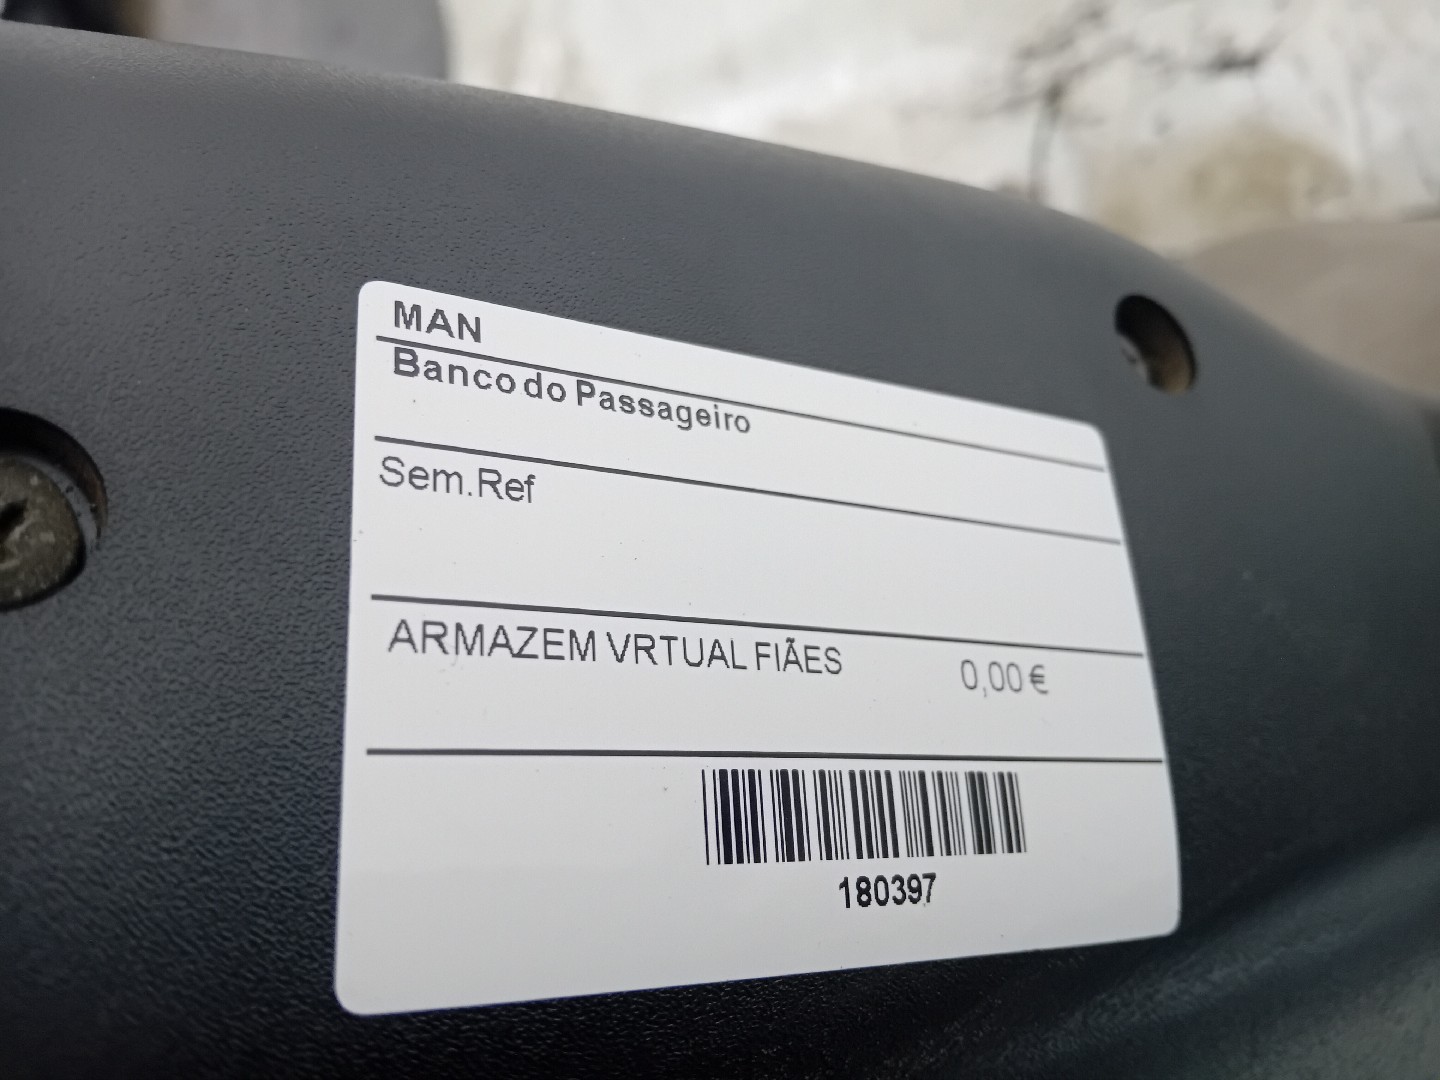 MAN
Banco do Passageiro
Sem.Ref
ARMAZEM VRTUAL FIÃES 0,00 €
180397